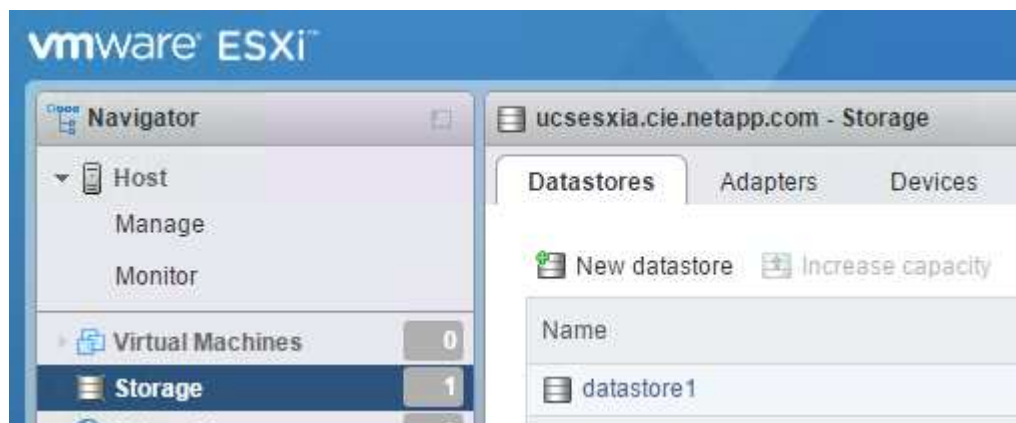 vmware ESXi™
Navigator
Host
Manage
Monitor
Virtual Machines 0
Storage 1
ucsesxia.cie.netapp.com - Storage
Datastores Adapters Devices
New datastore Increase capacity
Name
datastore1